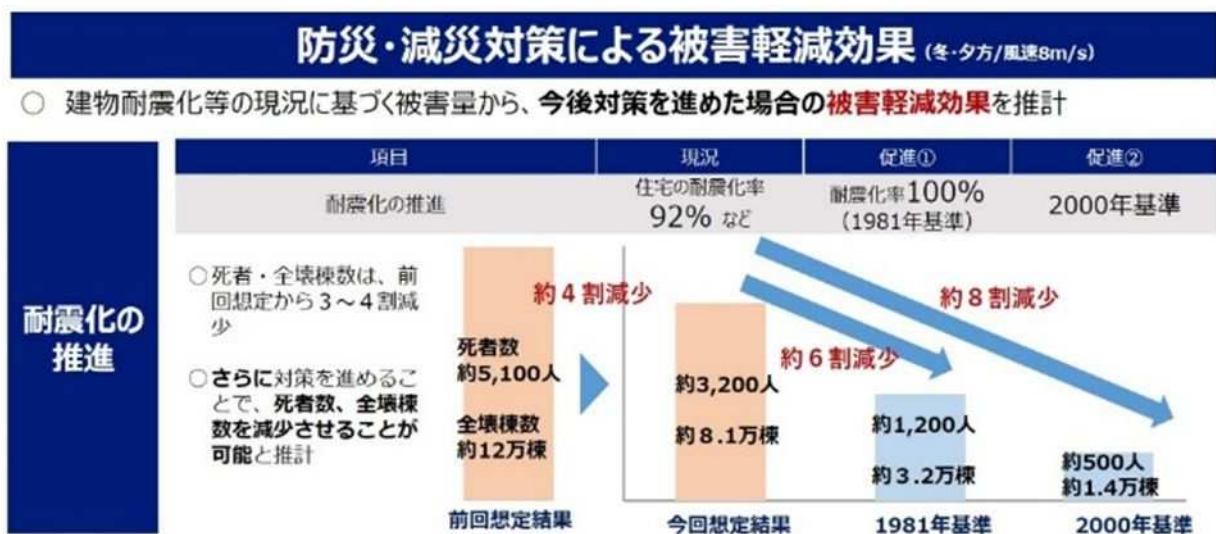 防災・減災対策による被害軽減効果(冬・夕方/風速8m/s)
○ 建物耐震化等の現況に基づく被害量から、今後対策を進めた場合の被害軽減効果を推計
項目 現況 促進① 促進②
耐震化の推進
住宅の耐震化率
92% など
耐震化率100%
(1981年基準)
2000年基準
耐震化の
推進
○死者・全壊棟数は、前
回想定から3～4割減
少
○さらに対策を進めるこ
とで、死者数、全壊棟
数を減少させることが
可能と推計
死者数
約5,100人
全壊棟数
約12万棟
前回想定結果
約4割減少
約3,200人
約8.1万棟
今回想定結果
約6割減少
約1,200人
約3.2万棟
1981年基準
約8割減少
約500人
約1.4万棟
2000年基準